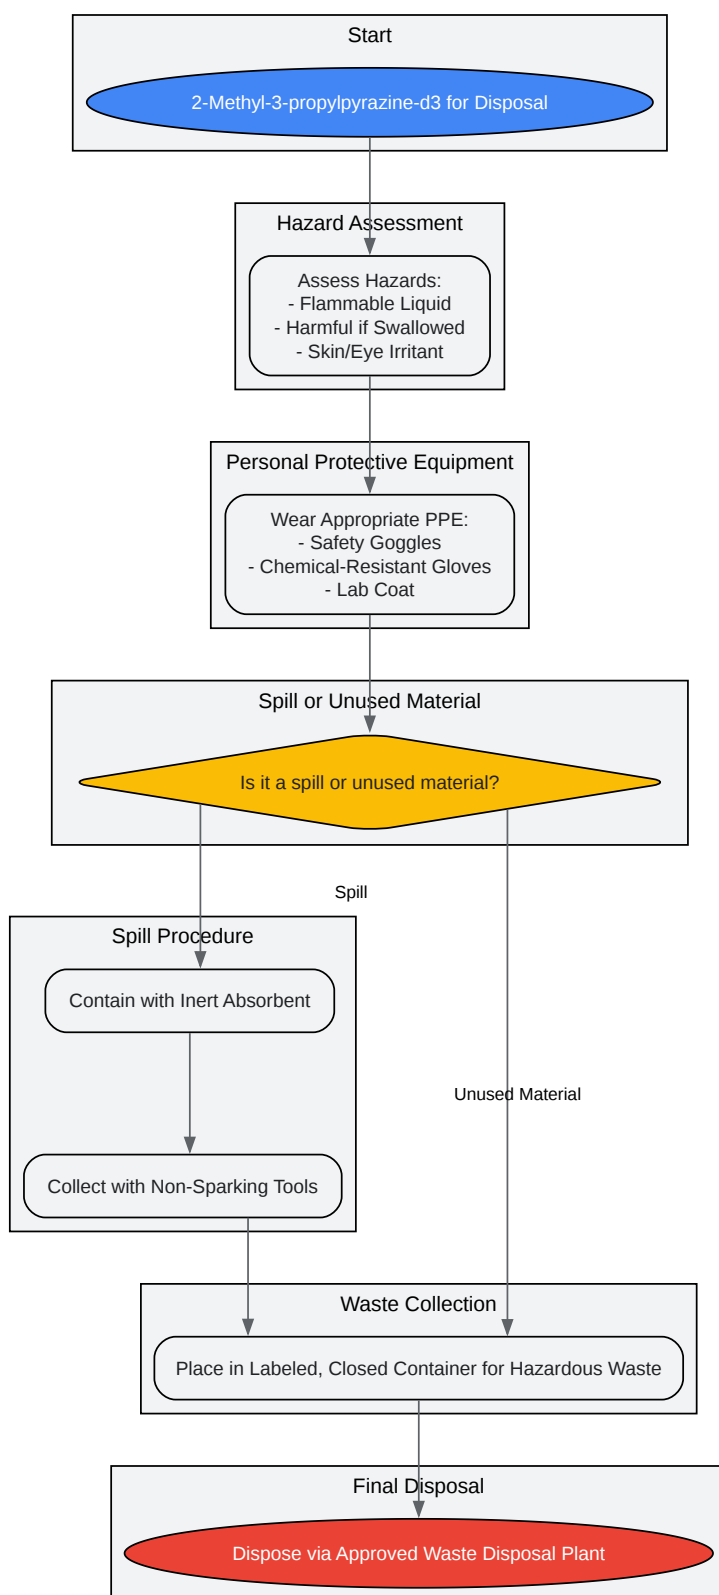 Start
2-Methyl-3-propylpyrazine-d3 for Disposal
Hazard Assessment
Assess Hazards:
- Flammable Liquid
- Harmful if Swallowed
- Skin/Eye Irritant
Personal Protective Equipment
Wear Appropriate PPE:
- Safety Goggles
- Chemical-Resistant Gloves
- Lab Coat
Spill or Unused Material
Is it a spill or unused material?
Spill
Spill Procedure
Contain with Inert Absorbent
Unused Material
Collect with Non-Sparking Tools
Waste Collection
Place in Labeled, Closed Container for Hazardous Waste
Final Disposal
Dispose via Approved Waste Disposal Plant